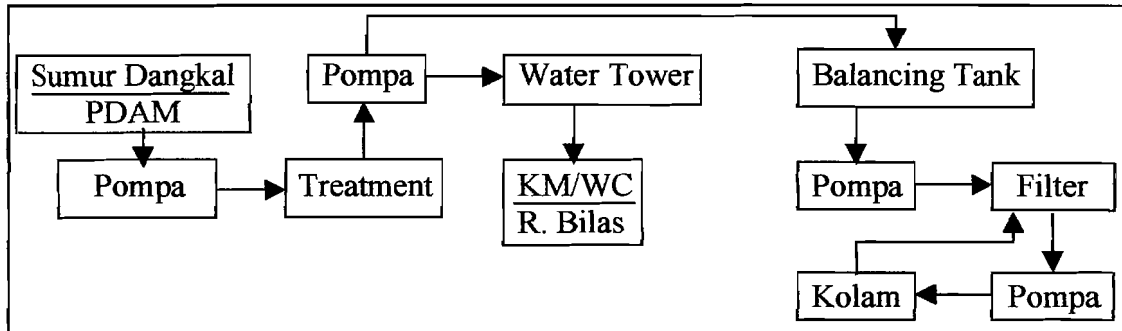 Sumur Dangkal
PDAM
Pompa
Treatment
Pompa
Water Tower
KM/WC
R. Bilas
Balancing Tank
Pompa
Filter
Pompa
Kolam